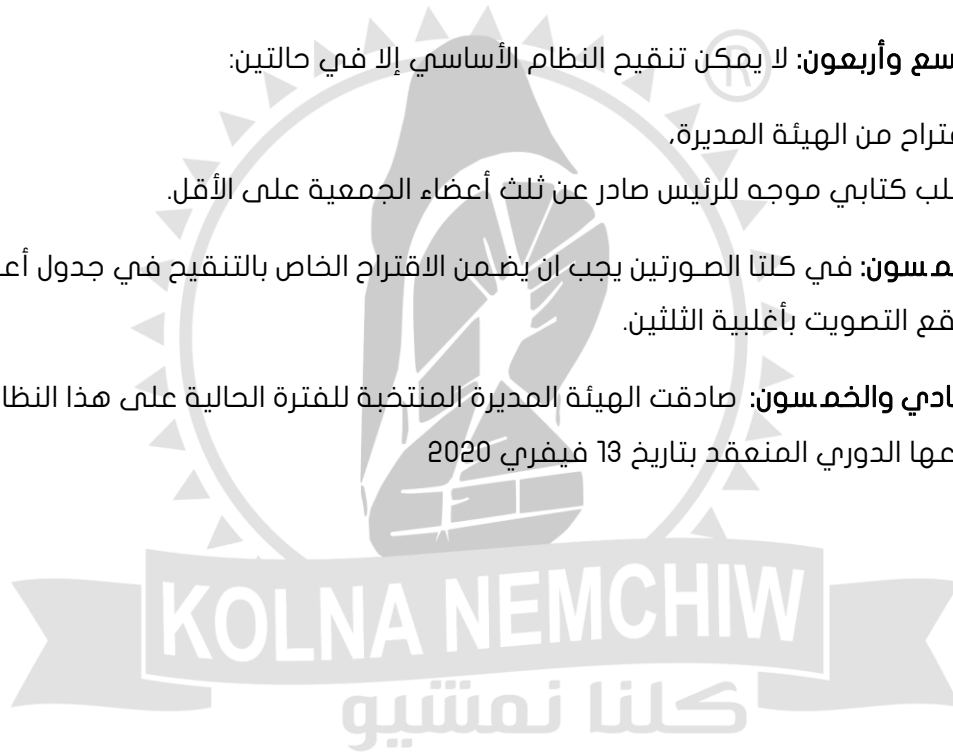 سع وأربعون: لا يمكن تنقيح النظام الأساسي إلا في حالتين:
تراح من الهيئة المديرة،
لب كتابي موجه للرئيس صادر عن ثلث أعضاء الجمعية على الأقل.
مسون: في كلتا الصورتين يجب ان يضمن الاقتراح الخاص بالتنقيح في جدول أع
قع التصويت بأغلبية الثلثين.
ادي والخمسون: صادقت الهيئة المديرة المنتخبة للفترة الحالية على هذا النظا
عها الدوري المنعقد بتاريخ 13 فيفري 2020
®
KOLNA NEMCHIW
كلنا نمشيو